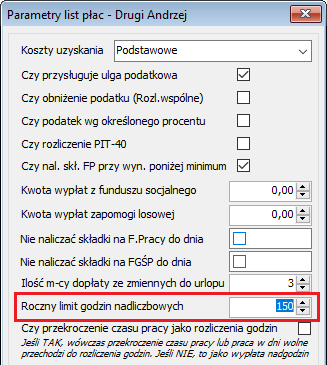 Parametry list płac - Drugi Andrzej
Koszty uzyskania Podstawowe
Czy przysługuje ulga podatkowa
Czy obniżenie podatku (Rozl.wspólne)
Czy podatek wg określonego procentu
Czy rozliczenie PIT-40
Czy nal. skł. FP przy wyn. poniżej minimum
Kwota wypłat z funduszu socjalnego 0,00
Kwota wypłat zapomogi losowej 0,00
Nie naliczać składki na F.Pracy do dnia
Nie naliczać składki na FGŚP do dnia
Ilość m-cy dopłaty ze zmiennych do urlopu 3
Roczny limit godzin nadliczbowych 150
Czy przekroczenie czasu pracy jako rozliczenia godzin
Jeśli TAK, wówczas przekroczenie czasu pracy lub praca w dni wolne
przechodzi do rozliczenia godzin. Jeśli NIE, to jako wypłata nadgodzin